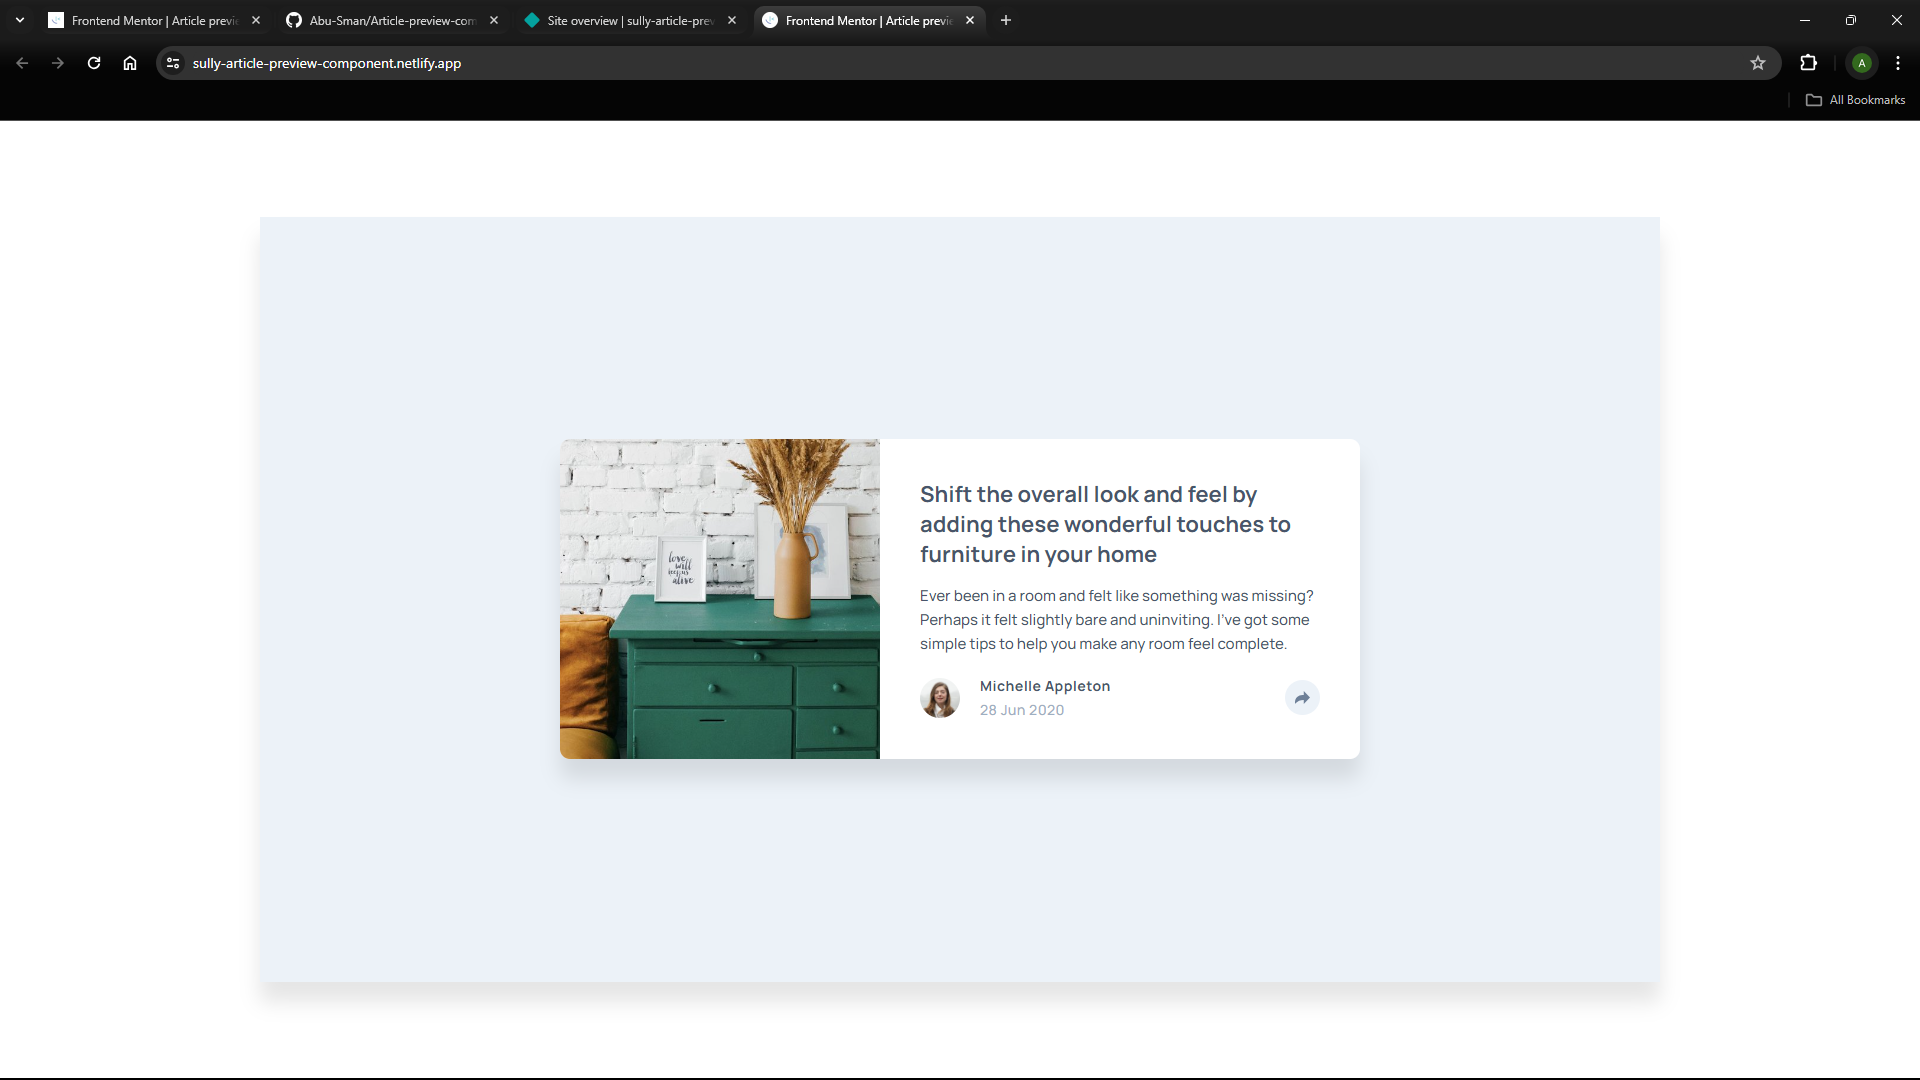 Frontend Mentor | Article previe
Abu-Sman/Article-preview-com
Site overview | sully-article-prev
Frontend Mentor | Article previe
sully-article-preview-component.netlify.app
A
All Bookmarks
love
will
keep us
alive
Shift the overall look and feel by
adding these wonderful touches to
furniture in your home
Ever been in a room and felt like something was missing?
Perhaps it felt slightly bare and uninviting. I've got some
simple tips to help you make any room feel complete.
Michelle Appleton
28 Jun 2020